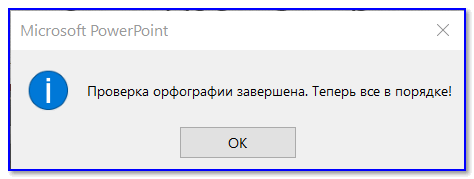 Microsoft PowerPoint
Проверка орфографии завершена. Теперь все в порядке!
OK